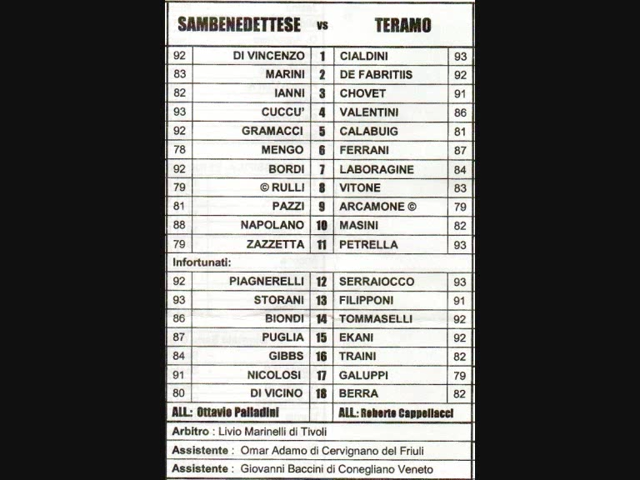 SAMBENEDETTESE vs TERAMO
92 DI VINCENZO 1 CIALDINI 93
83 MARINI 2 DE FABRITIIS 92
82 IANNI 3 CHOVET 91
93 CUCCU' 4 VALENTINI 86
92 GRAMACCI 5 CALABUIG 81
78 MENGO 6 FERRANI 87
92 BORDI 7 LABORAGINE 84
79 © RULLI 8 VITONE 83
81 PAZZI 9 ARCAMONE © 79
88 NAPOLANO 10 MASINI 82
79 ZAZZETTA 11 PETRELLA 93
Infortunati:
92 PIAGNERELLI 12 SERRAIOCCO 93
93 STORANI 13 FILIPPONI 91
86 BIONDI 14 TOMMASELLI 92
87 PUGLIA 15 EKANI 92
84 GIBBS 16 TRAINI 82
91 NICOLOSI 17 GALUPPI 79
80 DI VICINO 18 BERRA 82
ALL: Ottavio Palladini ALL: Roberto Cappellacci
Arbitro : Livio Marinelli di Tivoli
Assistente : Omar Adamo di Cervignano del Friuli
Assistente : Giovanni Baccini di Conegliano Veneto